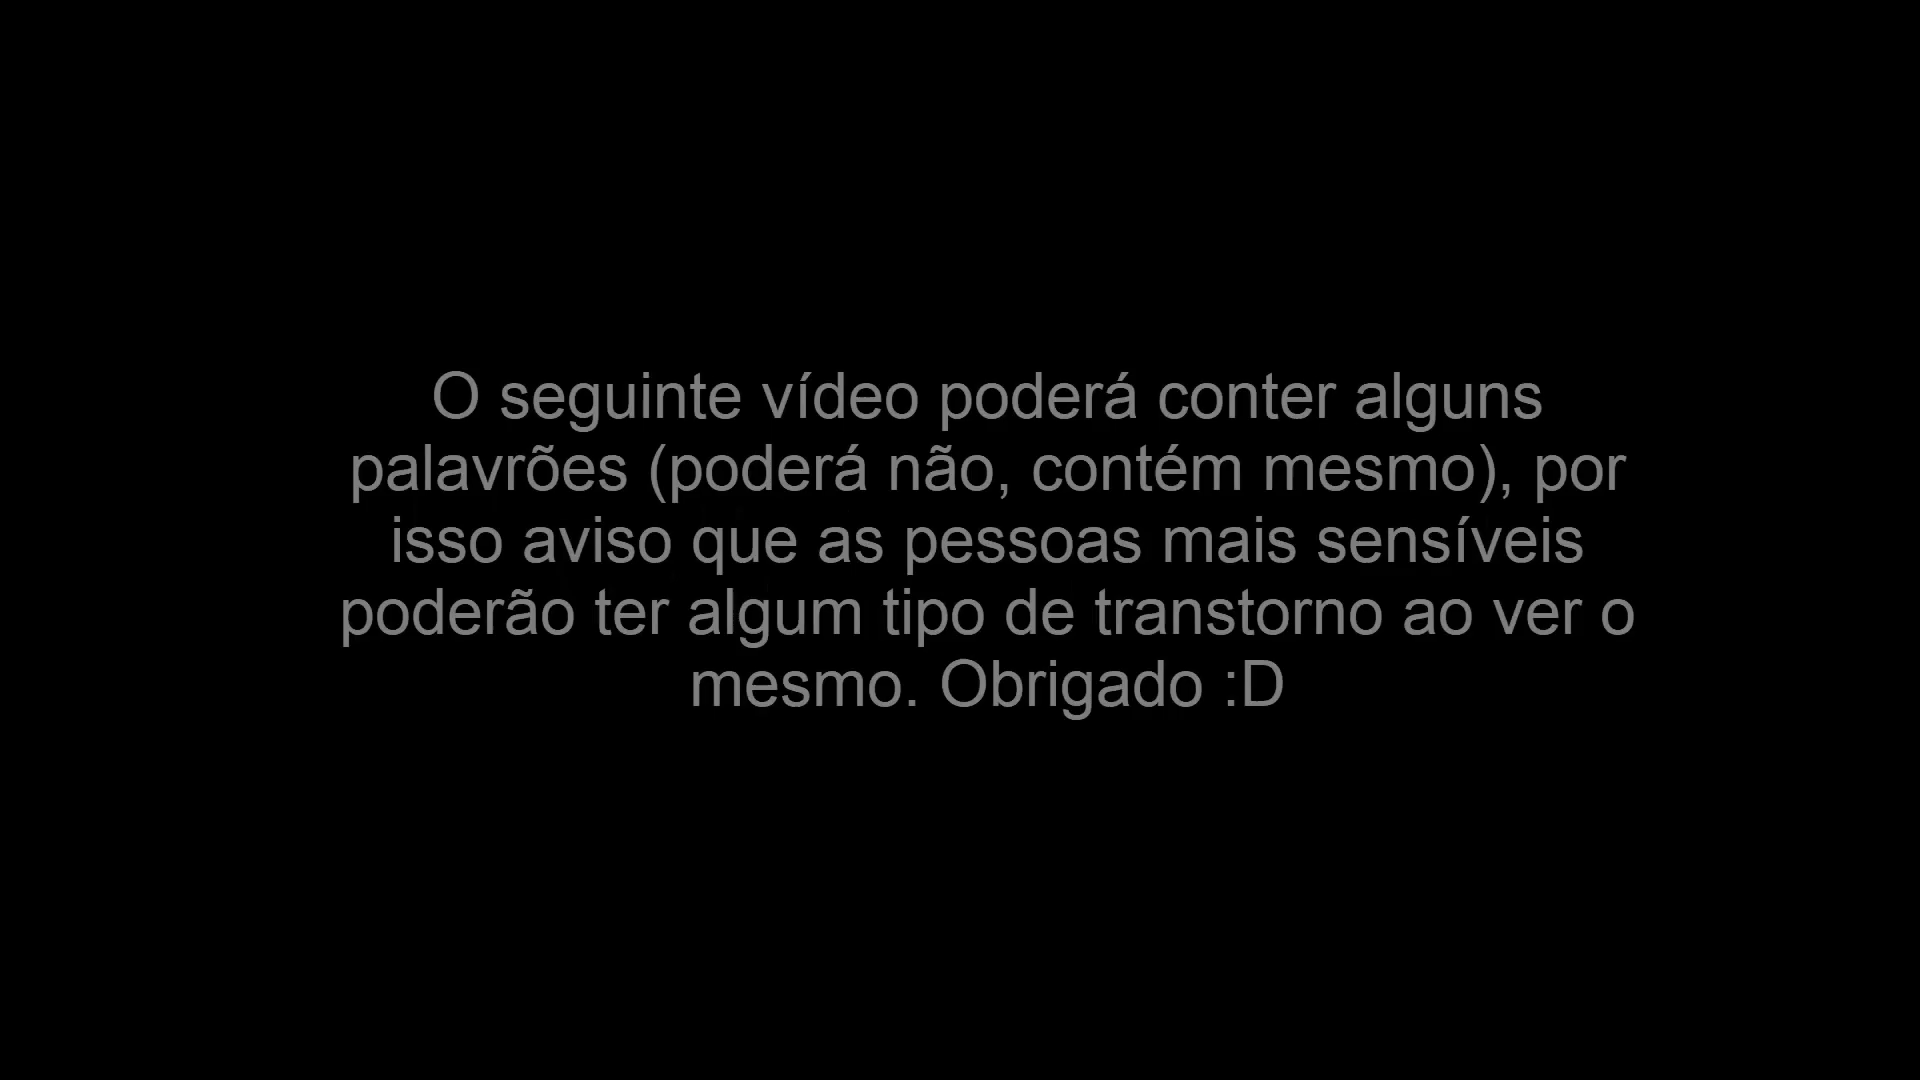 O seguinte vídeo poderá conter alguns
palavrões (poderá não, contém mesmo), por
isso aviso que as pessoas mais sensíveis
poderão ter algum tipo de transtorno ao ver o
mesmo. Obrigado :D